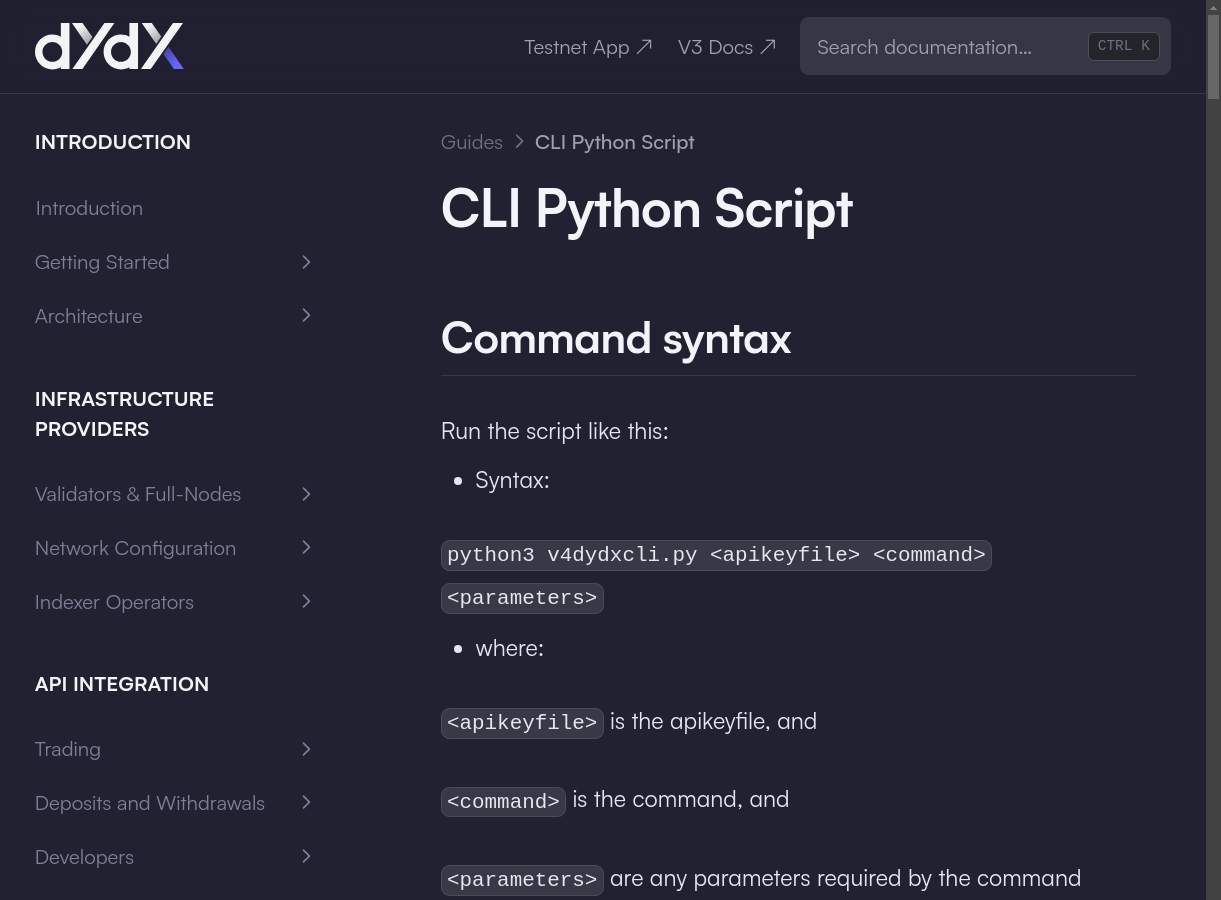 dYdX
Testnet App
V3 Docs
Search documentation...
CTRL K
INTRODUCTION
Introduction
Getting Started
Architecture
INFRASTRUCTURE
PROVIDERS
Validators & Full-Nodes
Network Configuration
Indexer Operators
API INTEGRATION
Trading
Deposits and Withdrawals
Developers
Guides
CLI Python Script
CLI Python Script
Command syntax
Run the script like this:
Syntax:
python3 v4dydxcli.py <apikeyfile> <command>
<parameters>
where:
<apikeyfile> is the apikeyfile, and
<command> is the command, and
<parameters> are any parameters required by the command